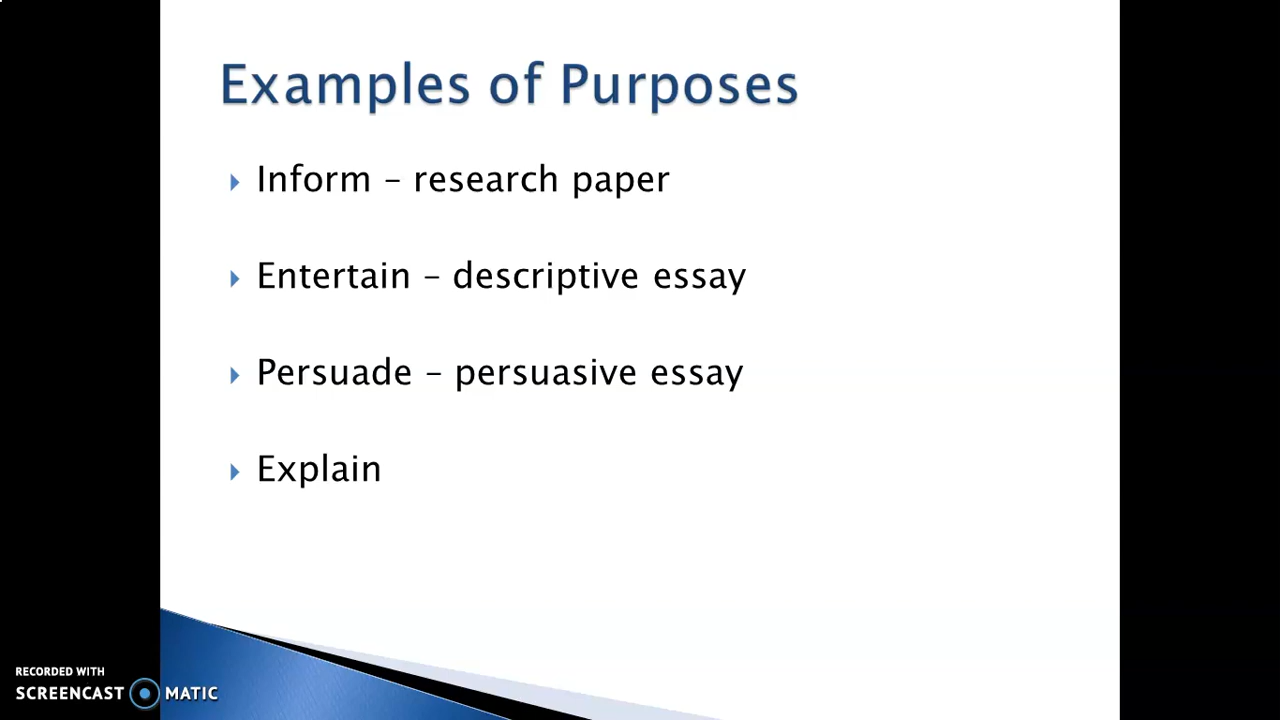 Examples of Purposes
Inform – research paper
Entertain – descriptive essay
Persuade – persuasive essay
Explain
RECORDED WITH
SCREENCAST MATIC